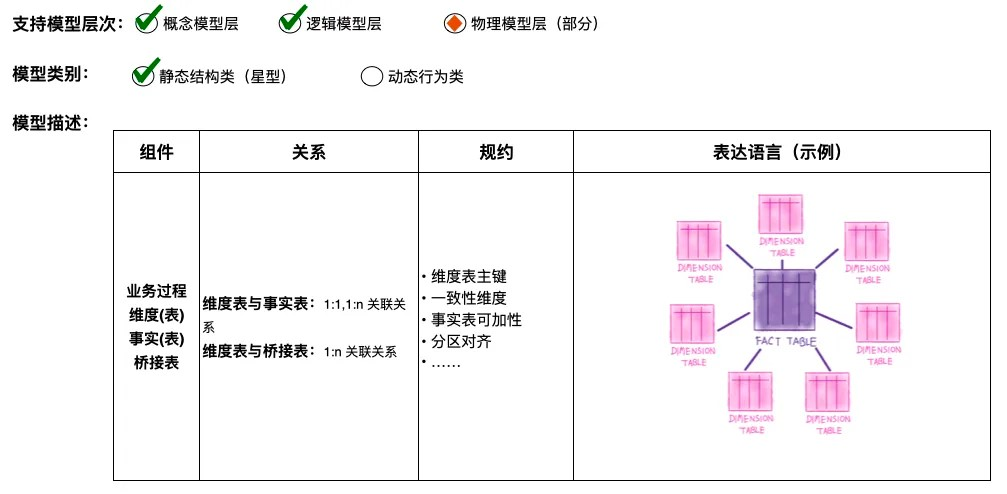 支持模型层次： 概念模型层 逻辑模型层 物理模型层（部分）
模型类别： 静态结构类（星型） 动态行为类
模型描述：
组件 关系 规约 表达语言（示例）
业务过程
维度(表)
事实(表)
桥接表
维度表与事实表：1:1,1:n 关联关
系
维度表与桥接表：1:n 关联关系
· 维度表主键
· 一致性维度
· 事实表可加性
· 分区对齐
· ……
DIMENSION
TABLE
DIMENSION
TABLE
DIMENSION
TABLE
DIMENSION
TABLE
FACT TABLE
DIMENSION
TABLE
DIMENSION
TABLE
DIMENSION
TABLE